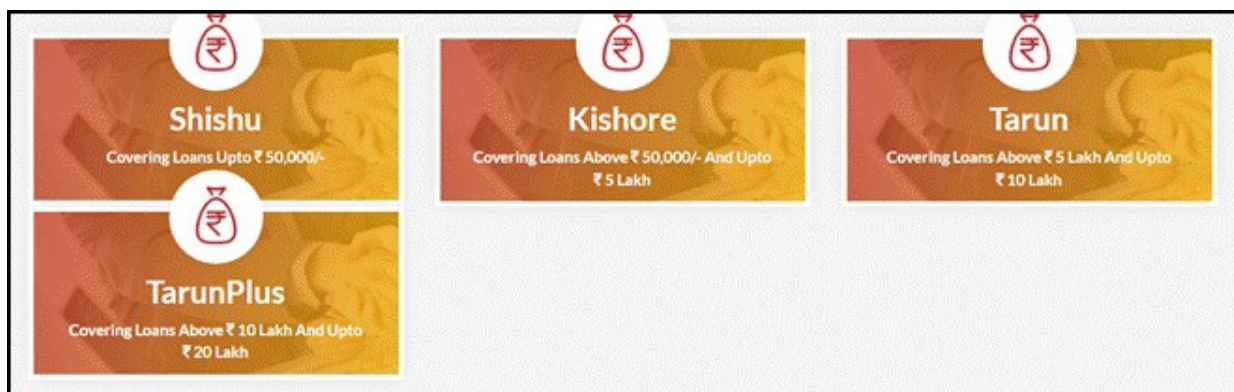 Shishu
Covering Loans Upto ₹ 50,000/-
Kishore
Covering Loans Above ₹ 50,000/- And Upto
₹ 5 Lakh
Tarun
Covering Loans Above ₹ 5 Lakh And Upto
₹ 10 Lakh
TarunPlus
Covering Loans Above ₹ 10 Lakh And Upto
₹ 20 Lakh